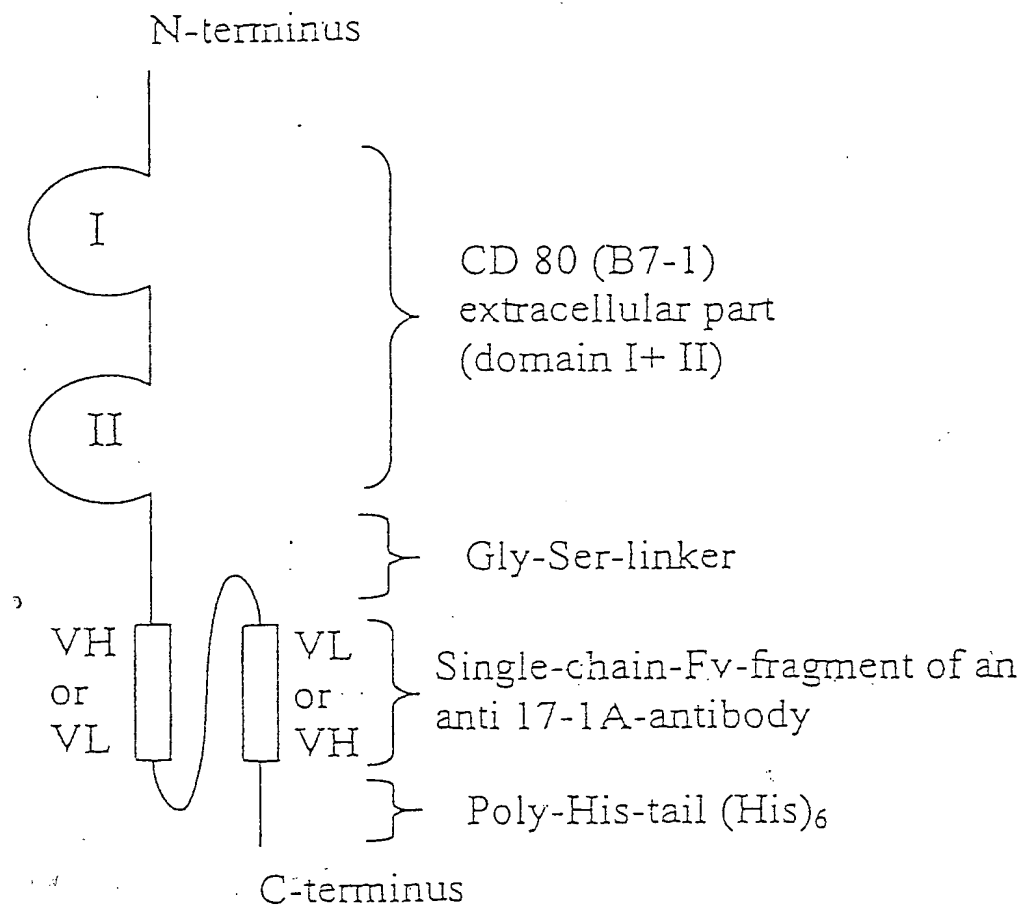 N-terminus
I
CD 80 (B7-1)
extracellular part
(domain I+ II)
II
Gly-Ser-linker
VH
or
VL
VL
or
VH
Single-chain-Fv-fragment of an
anti 17-1A-antibody
Poly-His-tail (His)₆
C-terminus